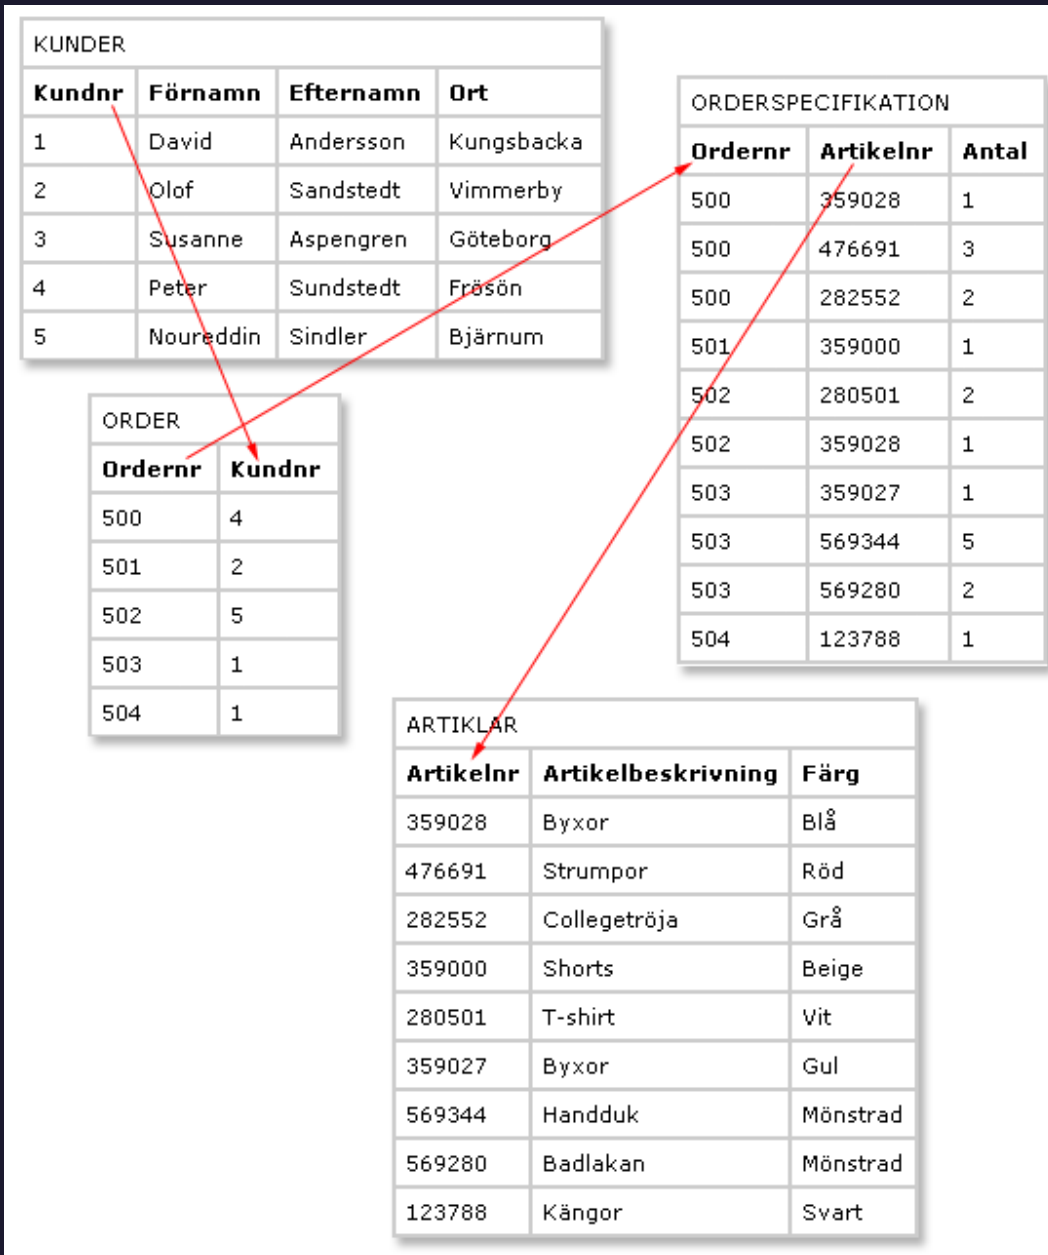 KUNDER
Kundnr Förnamn Efternamn Ort
1 David Andersson Kungsbacka
2 Olof Sandstedt Vimmerby
3 Susanne Aspengren Göteborg
4 Peter Sundstedt Frösön
5 Noureddin Sindler Bjärnum
ORDER
Ordernr Kundnr
500 4
501 2
502 5
503 1
504 1
ORDERSPECIFIKATION
Ordernr Artikelnr Antal
500 359028 1
500 476691 3
500 282552 2
501 359000 1
502 280501 2
502 359028 1
503 359027 1
503 569344 5
503 569280 2
504 123788 1
ARTIKLAR
Artikelnr Artikelbeskrivning Färg
359028 Byxor Blå
476691 Strumpor Röd
282552 Collegetröja Grå
359000 Shorts Beige
280501 T-shirt Vit
359027 Byxor Gul
569344 Handduk Mönstrad
569280 Badlakan Mönstrad
123788 Kängor Svart